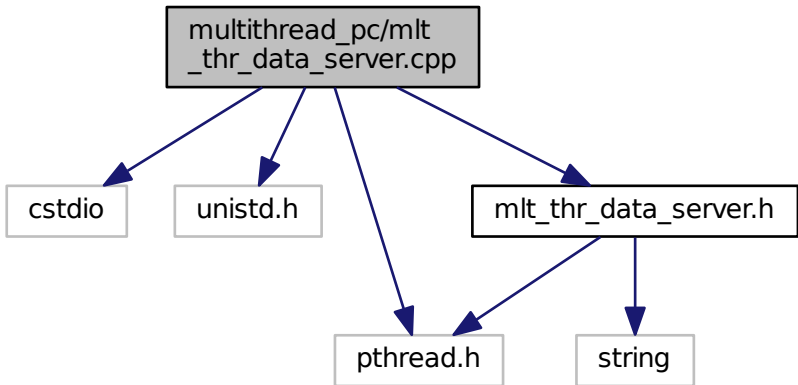 multithread_pc/mlt
_thr_data_server.cpp
cstdio
unistd.h
mlt_thr_data_server.h
pthread.h
string